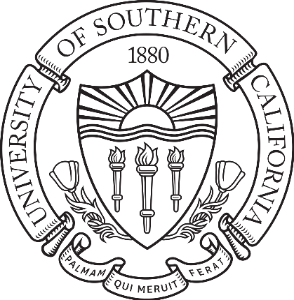 UNIVERSITY OF SOUTHERN CALIFORNIA
1880
PALMAM QUI MERUIT FERAT